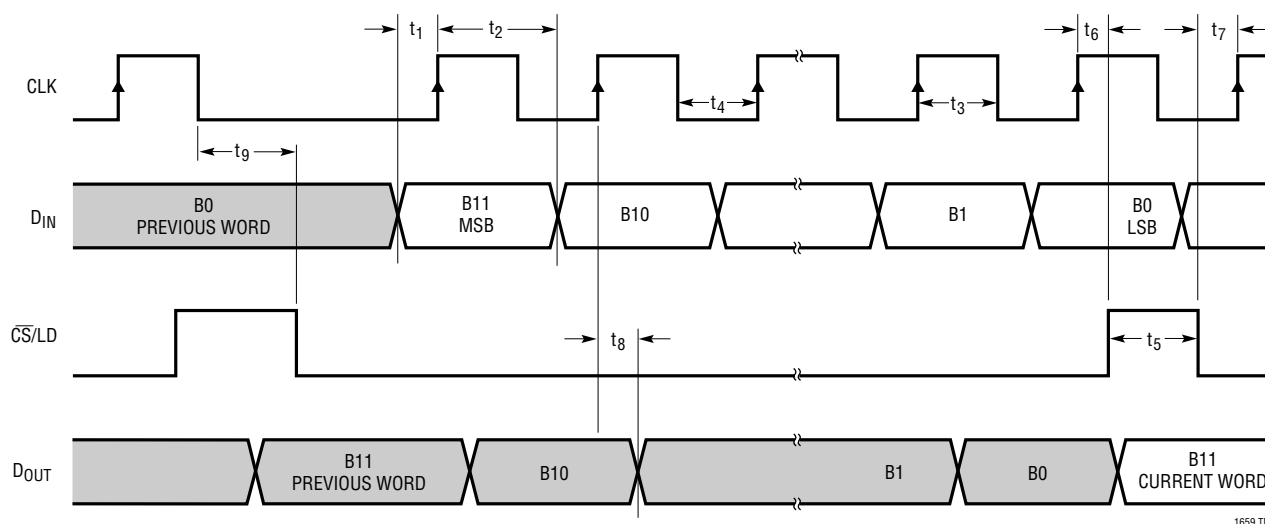 t1 t2 t6 t7
CLK
t4 t3
t9
DIN
B0
PREVIOUS WORD
B11
MSB
B10
B1
B0
LSB
CS/LD
t8
t5
DOUT
B11
PREVIOUS WORD
B10
B1
B0
B11
CURRENT WORD